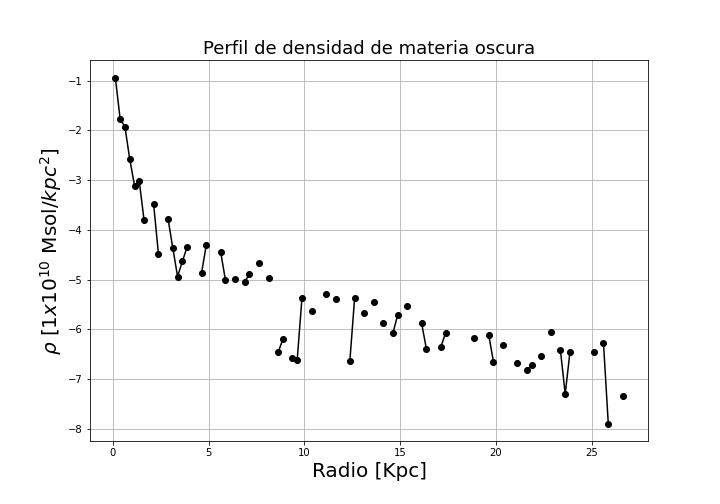 Perfil de densidad de materia oscura
ρ [1x10¹⁰ Msol/kpc²]
−1
−2
−3
−4
−5
−6
−7
−8
0 5 10 15 20 25
Radio [Kpc]